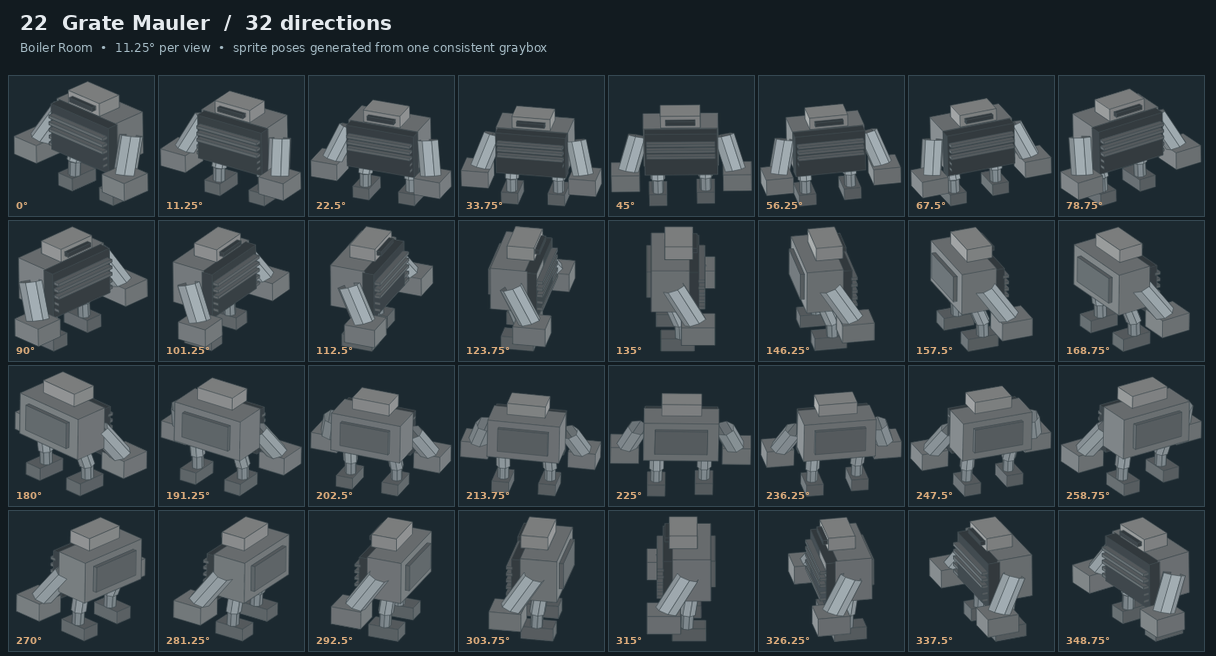 22 Grate Mauler / 32 directions
Boiler Room • 11.25° per view • sprite poses generated from one consistent graybox
0° 11.25° 22.5° 33.75° 45° 56.25° 67.5° 78.75°
90° 101.25° 112.5° 123.75° 135° 146.25° 157.5° 168.75°
180° 191.25° 202.5° 213.75° 225° 236.25° 247.5° 258.75°
270° 281.25° 292.5° 303.75° 315° 326.25° 337.5° 348.75°